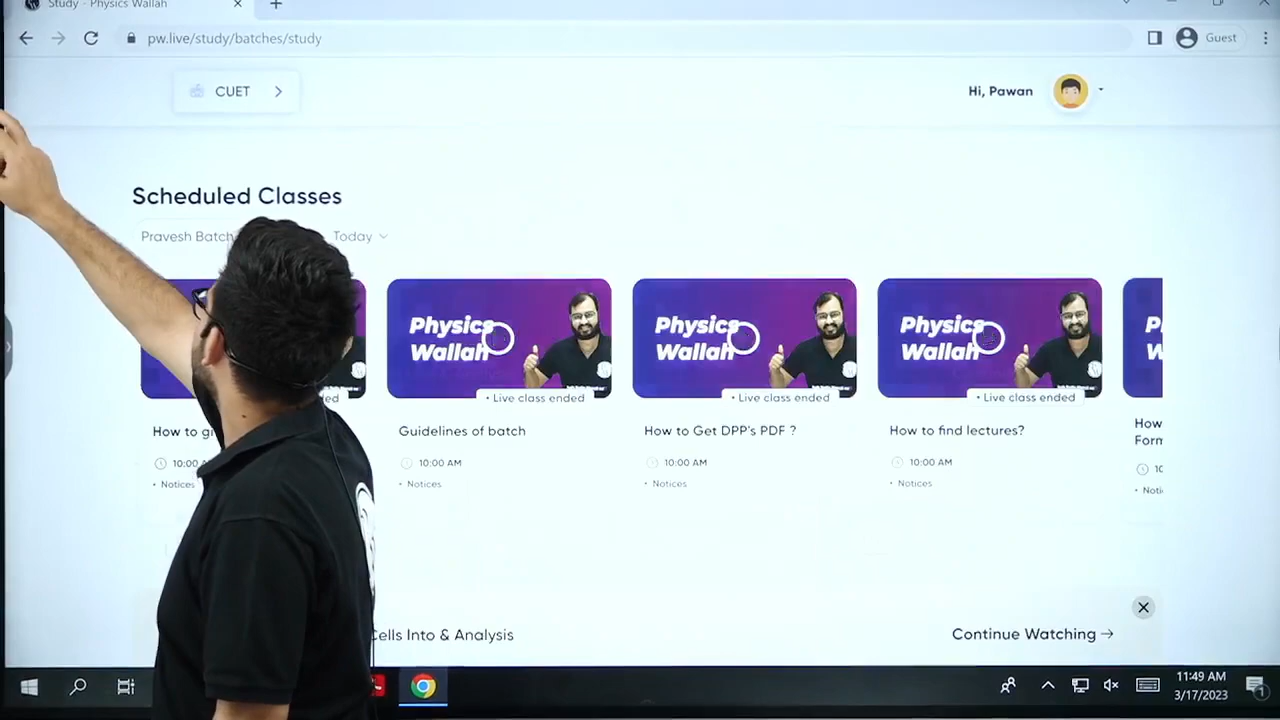 Study - Physics Wallah
pw.live/study/batches/study
Guest
CUET
Hi, Pawan
Scheduled Classes
Pravesh Batch
Today
Physics
Wallah
Physics
Wallah
Physics
Wallah
• Live class ended
• Live class ended
• Live class ended
How to
Guidelines of batch
How to Get DPP's PDF ?
How to find lectures?
How
10:00 A
10:00 AM
10:00 AM
10:00 AM
• Notices
• Notices
• Notices
• Notices
Cells Into & Analysis
Continue Watching →
11:49 AM
3/17/2023
1